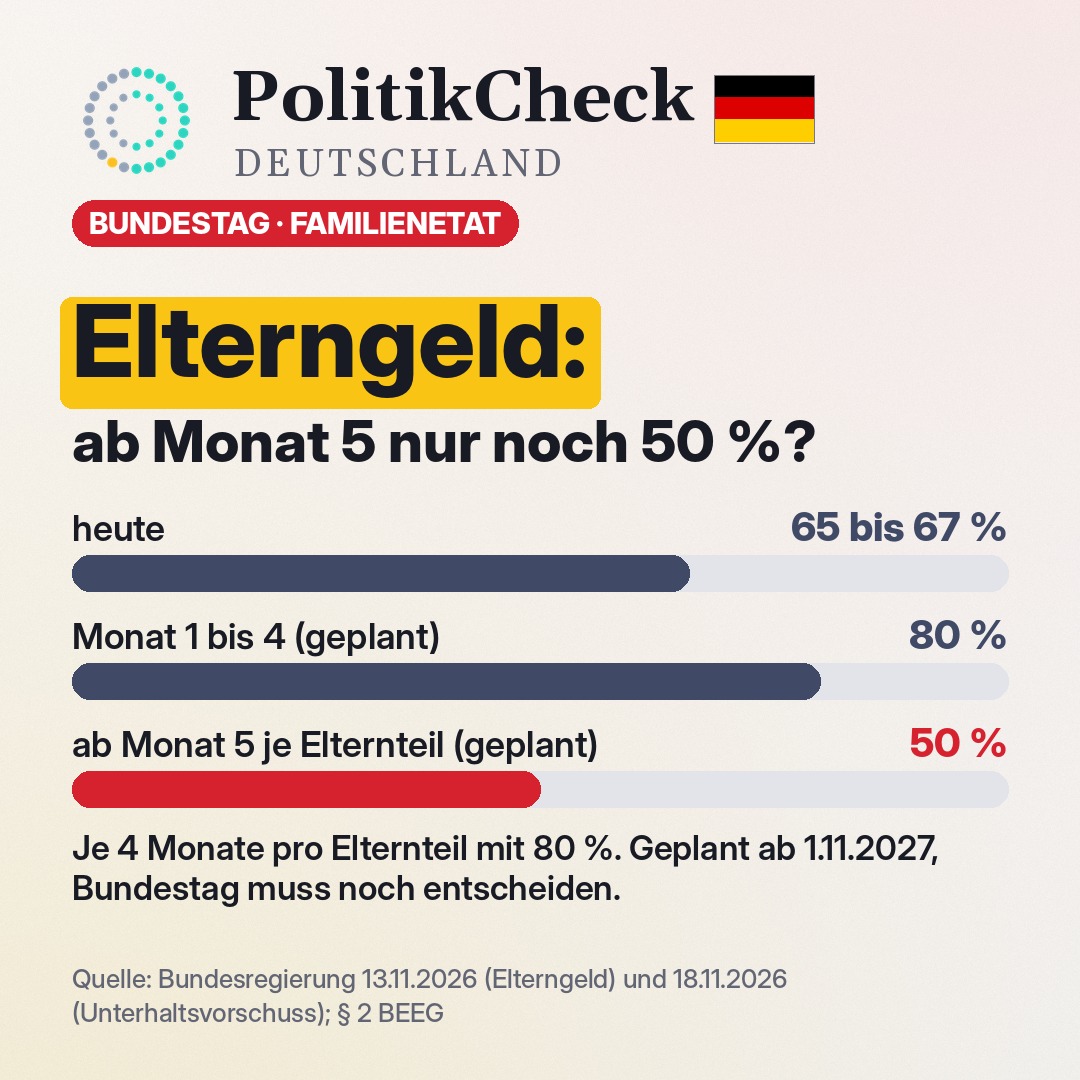 PolitikCheck
DEUTSCHLAND
BUNDESTAG · FAMILIENETAT
Elterngeld:
ab Monat 5 nur noch 50 %?
heute 65 bis 67 %
Monat 1 bis 4 (geplant) 80 %
ab Monat 5 je Elternteil (geplant) 50 %
Je 4 Monate pro Elternteil mit 80 %. Geplant ab 1.11.2027,
Bundestag muss noch entscheiden.
Quelle: Bundesregierung 13.11.2026 (Elterngeld) und 18.11.2026
(Unterhaltsvorschuss); § 2 BEEG